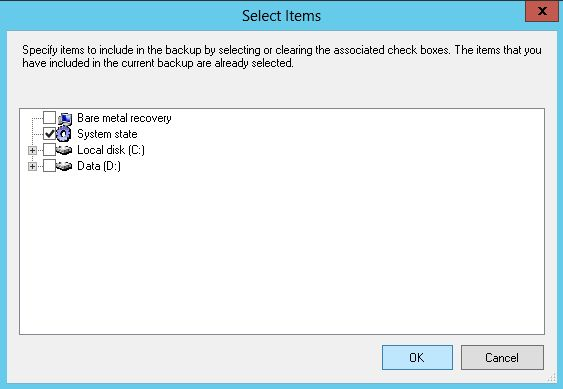 Select Items
Specify items to include in the backup by selecting or clearing the associated check boxes. The items that you
have included in the current backup are already selected.
Bare metal recovery
System state
Local disk (C:)
Data (D:)
OK
Cancel